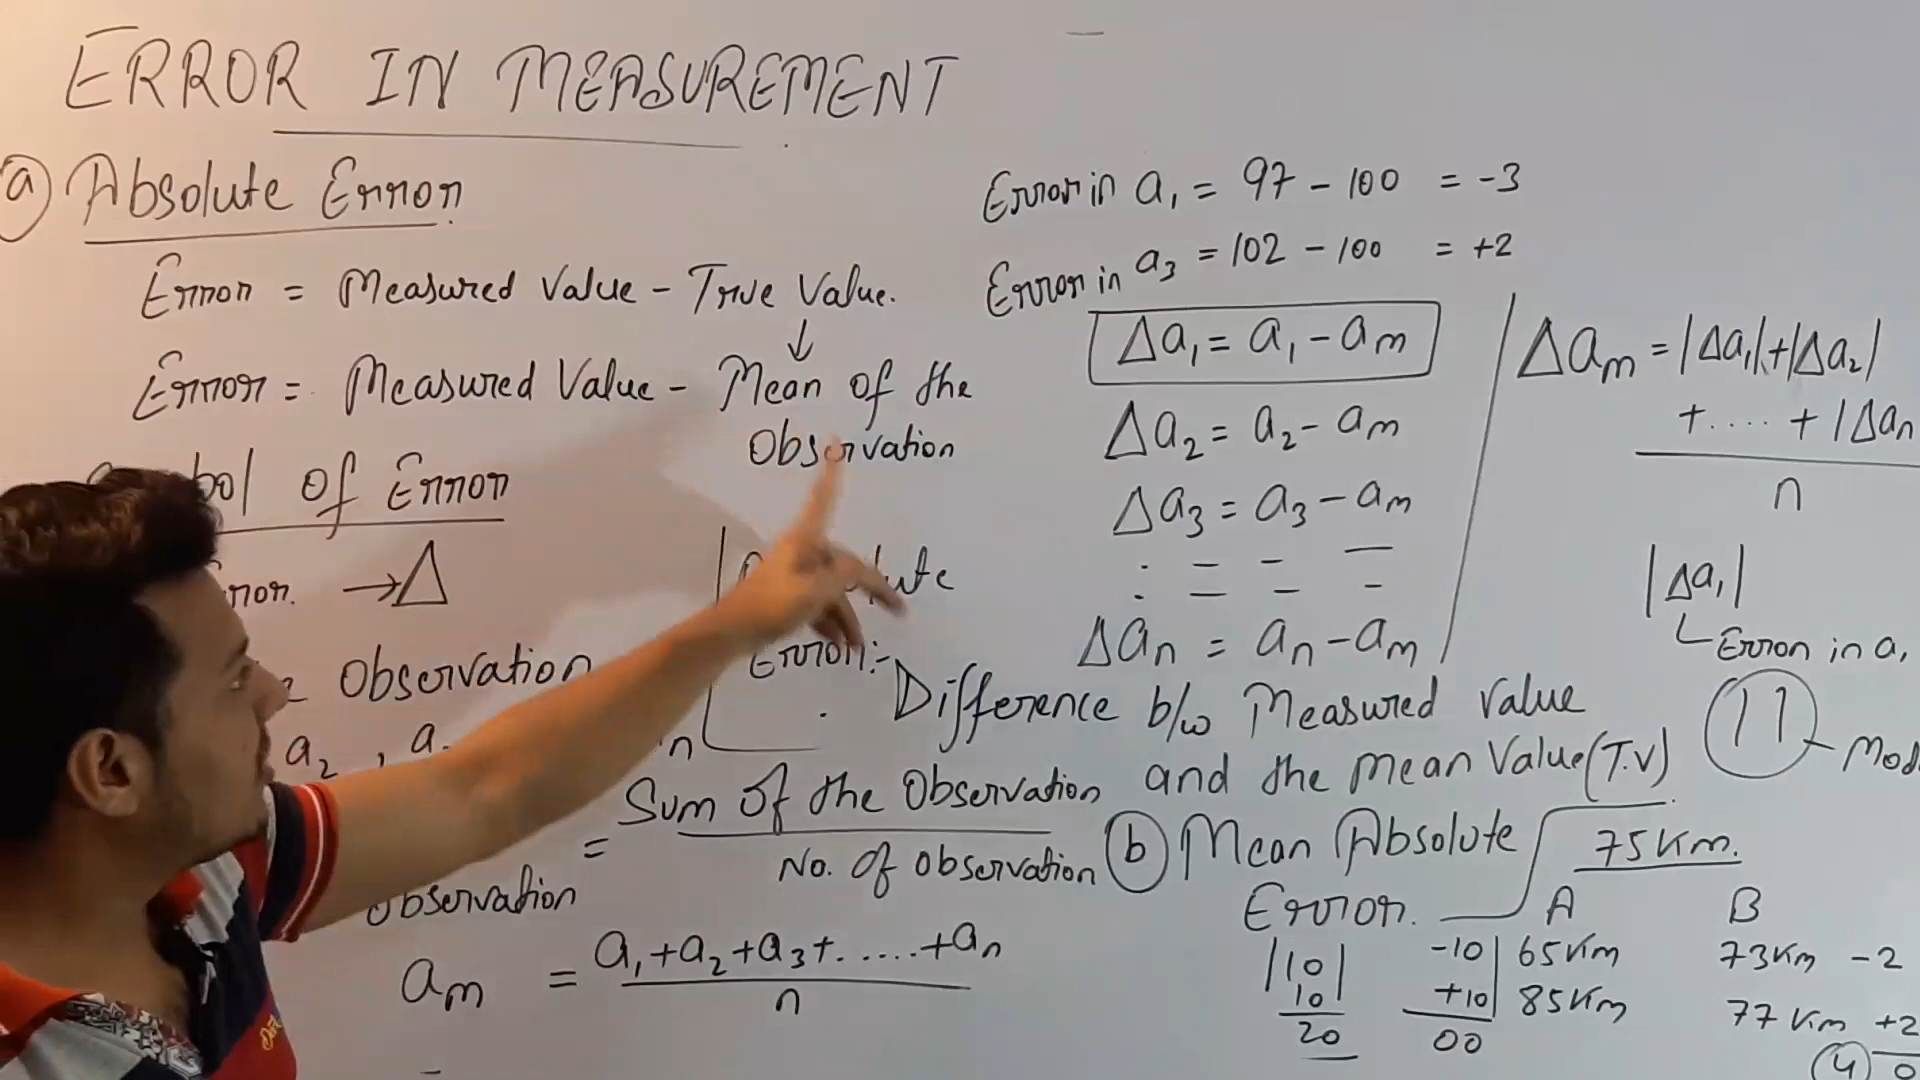 ERROR IN MEASUREMENT
(a) Absolute Error
Error = Measured Value - True Value.
↓
Error = Measured Value - Mean of the
Observation
of Error
→ Δ
Observation
a₂ ,
= Sum of the Observation
No. of observation
Observation
aₘ = a₁+a₂+a₃+.....+aₙ
n
Error in a₁ = 97 - 100 = -3
Error in a₃ = 102 - 100 = +2
Δa₁ = a₁ - aₘ
Δa₂ = a₂ - aₘ
Δa₃ = a₃ - aₘ
Δaₙ = aₙ - aₘ
Error:-
Difference b/w Measured Value
and the mean Value (T.V)
Δaₘ = |Δa₁|+|Δa₂|
+....+|Δaₙ
n
|Δa₁|
Error in a₁
||
(b) Mean Absolute
Error.
75 Km.
A B
|10| -10 65 Km 73 Km -2
10 +10 85 Km 77 Km +2
20 00 4 0